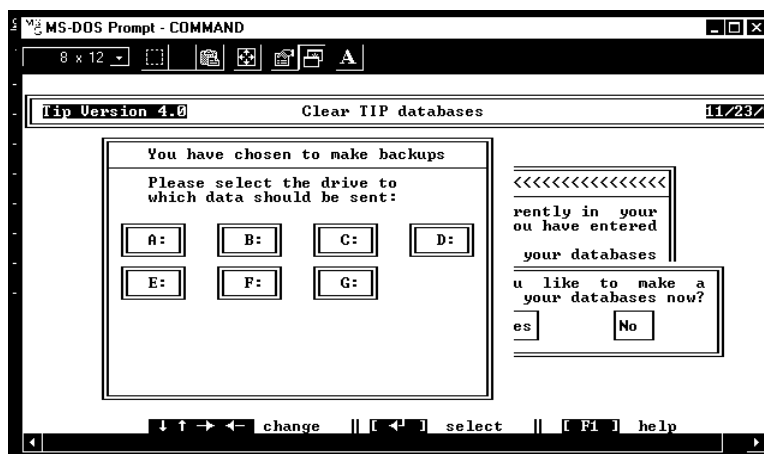 MS-DOS Prompt - COMMAND
8 x 12
A
Tip Version 4.0 Clear TIP databases 11/23/
You have chosen to make backups
Please select the drive to
which data should be sent:
A: B: C: D:
E: F: G:
<<<<<<<<<<<<<<<<
rently in your
ou have entered
your databases
u like to make a
your databases now?
es No
↓ ↑ → ← change || [ ↵ ] select || [ F1 ] help